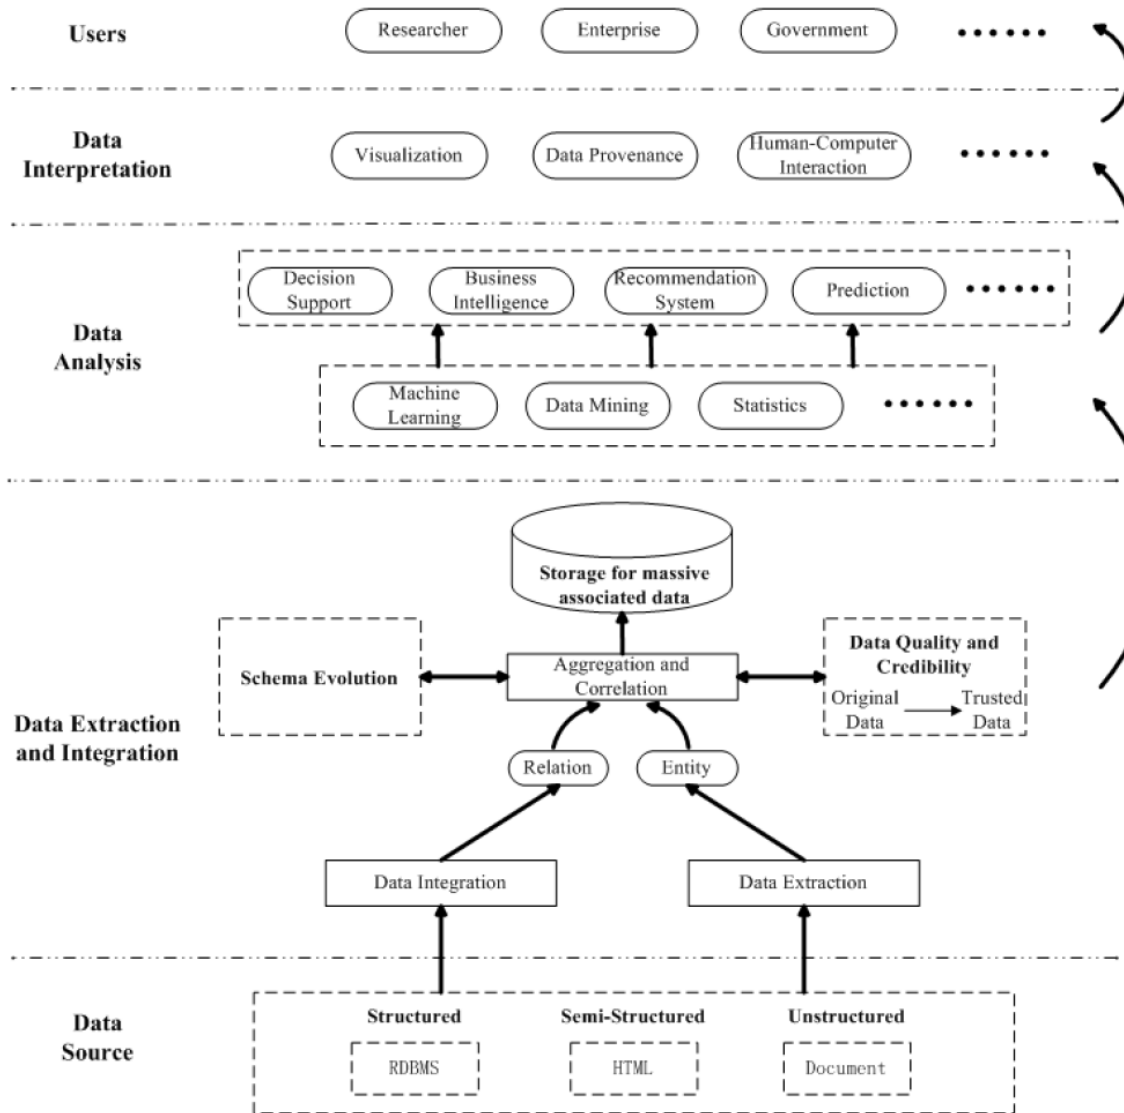 Users
Researcher
Enterprise
Government
Data
Interpretation
Visualization
Data Provenance
Human-Computer
Interaction
Data
Analysis
Decision
Support
Business
Intelligence
Recommendation
System
Prediction
Machine
Learning
Data Mining
Statistics
Data Extraction
and Integration
Storage for massive
associated data
Schema Evolution
Aggregation and
Correlation
Data Quality and
Credibility
Original
Data
Trusted
Data
Relation
Entity
Data Integration
Data Extraction
Data
Source
Structured
Semi-Structured
Unstructured
RDBMS
HTML
Document